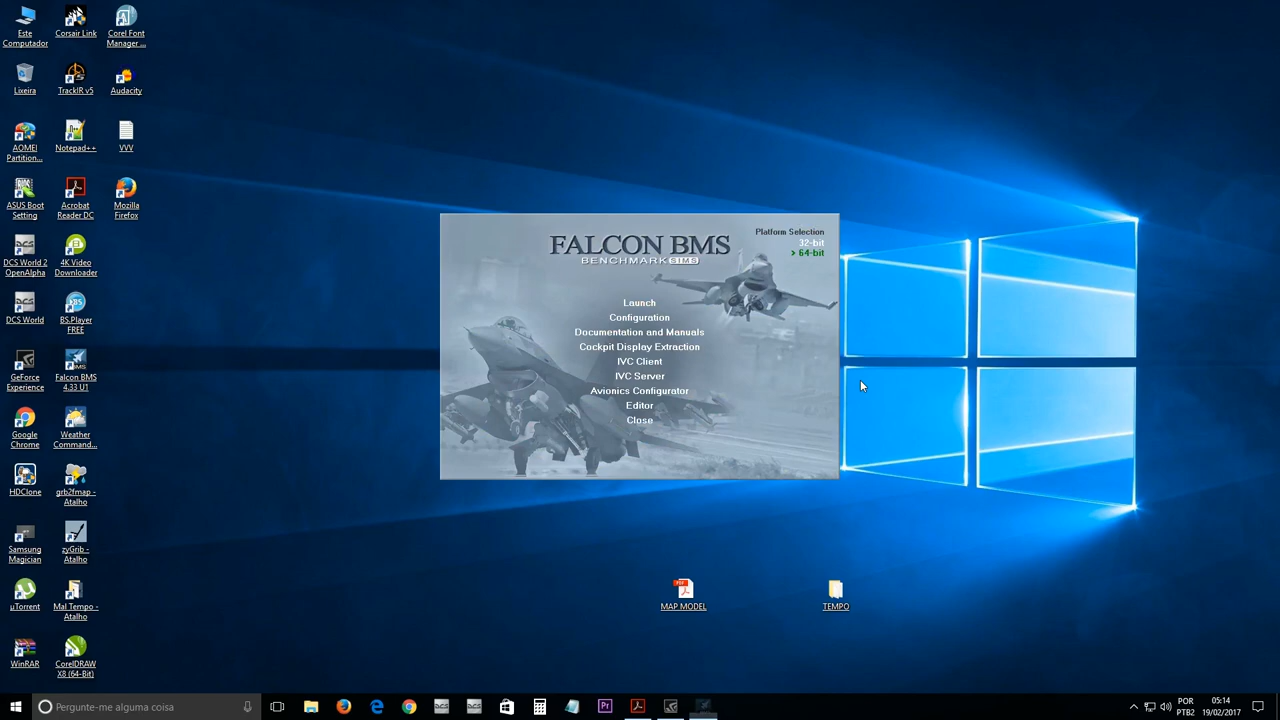 Este
Computador
Corsair Link
Corel Font
Manager ...
Lixeira
TrackIR v5
Audacity
AOMEI
Partition...
Notepad++
VVV
ASUS Boot
Setting
Acrobat
Reader DC
Mozilla
Firefox
DCS World 2
OpenAlpha
4K Video
Downloader
DCS World
BS.Player
FREE
GeForce
Experience
Falcon BMS
4.33 U1
Google
Chrome
Weather
Command...
HDClone
grb2fmap -
Atalho
Samsung
Magician
zyGrib -
Atalho
µTorrent
Mal Tempo -
Atalho
WinRAR
CorelDRAW
X8 (64-Bit)
Platform Selection
32-bit
> 64-bit
FALCON BMS
BENCHMARK SIMS
Launch
Configuration
Documentation and Manuals
Cockpit Display Extraction
IVC Client
IVC Server
Avionics Configurator
Editor
Close
MAP.MODEL
TEMPO
Pergunte-me alguma coisa
POR
PTB2
05:14
19/02/2017